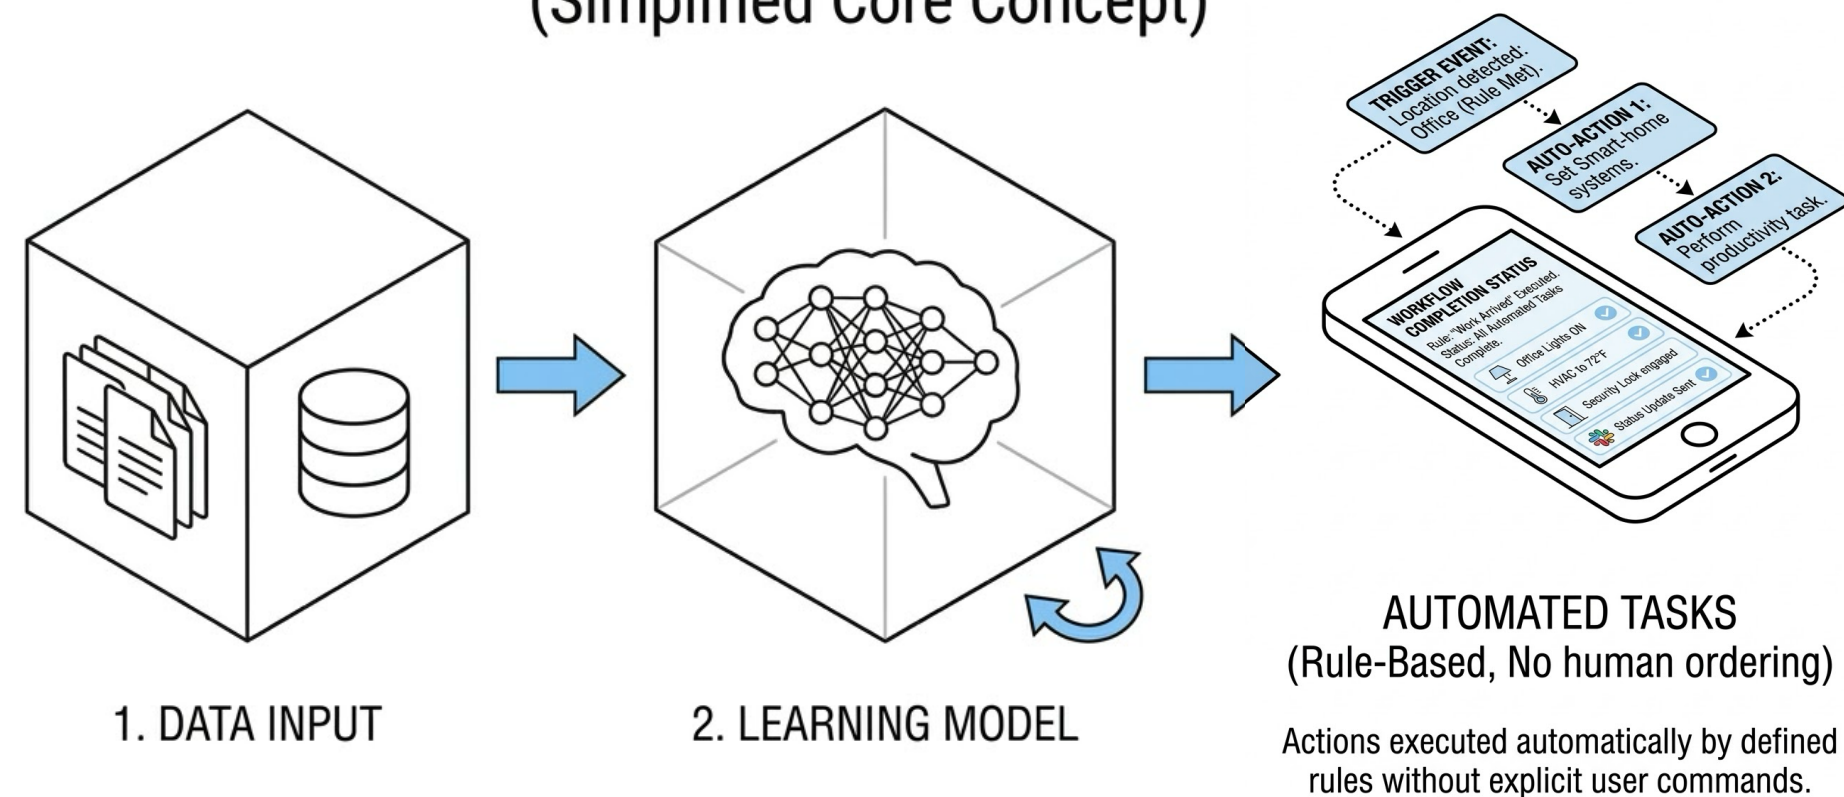 (Simplified Core Concept)
TRIGGER EVENT:
Location detected:
Office (Rule Met).
AUTO-ACTION 1:
Set Smart-home
systems.
AUTO-ACTION 2:
Perform
productivity task.
WORKFLOW
COMPLETION STATUS
Rule: "Work Arrived" Executed.
Status: All Automated Tasks
Complete.
Office Lights ON
HVAC to 72°F
Security Lock engaged
Status Update Sent
1. DATA INPUT
2. LEARNING MODEL
AUTOMATED TASKS
(Rule-Based, No human ordering)
Actions executed automatically by defined
rules without explicit user commands.